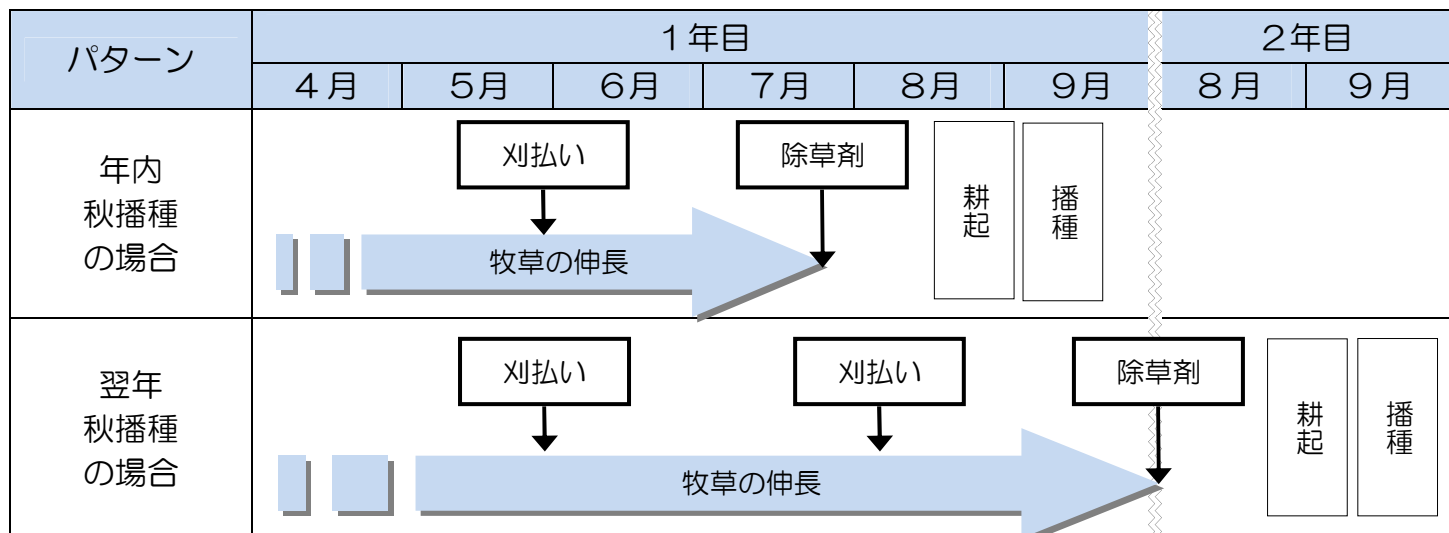 パターン
1年目
2年目
4月
5月
6月
7月
8月
9月
8月
9月
年内
秋播種
の場合
刈払い
除草剤
耕起
播種
牧草の伸長
翌年
秋播種
の場合
刈払い
刈払い
除草剤
耕起
播種
牧草の伸長